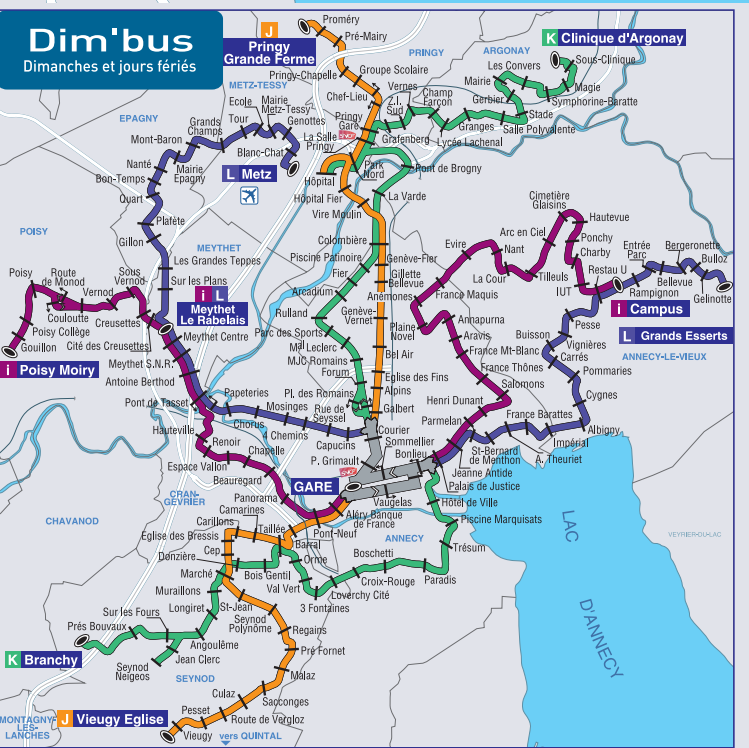 Dim'bus
Dimanches et jours fériés
J
Pringy
Grande Ferme
Proméry
Pré-Mairy
Pringy-Chapelle
Groupe Scolaire
Vernes
Chef-Lieu
PRINGY
ARGONAY
K Clinique d'Argonay
Les Convers
Sous-Clinique
Mairie
Magie
Gerbier
Symphorine-Baratte
Champ
Farçon
Z.I.
Sud
Stade
Salle Polyvalente
Granges
Lycée Lachenal
Grafenberg
Pringy
Gare
La Salle
Pringy
Park
Nord
Pont de Brogny
Hôpital
La Varde
Hôpital Fier
Vire Moulin
METZ-TESSY
Ecole
Mairie
Metz-Tessy
Tour
Genottes
Grands
Champs
Blanc-Chat
L Metz
EPAGNY
Mont-Baron
Nanté
Mairie
Epagny
Bon-Temps
Quart
Plaféte
Gillon
POISY
MEYTHET
Les Grandes Teppes
Sur les Plans
i L
Meythet
Le Rabelais
Meythet Centre
Poisy
Route
de Monod
Sous
Vernod
Vernod
Couloutte
Creusettes
Poisy Collège
Cité des Creusettes
Gouillon
i Poisy Moiry
Meythet S.N.R.
Antoine Berthod
Pont de Tasset
Papeteries
Mosinges
Chorus
4 Chemins
Hauteville
Renoir
Chapelle
Espace Vallon
Beauregard
Panorama
Colombière
Piscine Patinoire
Fier
Arcadium
Rulland
Genève-
Vernet
Parc des Sports
Mal Leclerc
MJC Romains
Forum
Pl. des Romains
Rue de
Seyssel
Capucins
P. Grimault
Genève-Fier
Gillette
Bellevue
Anémones
Plaine
Novel
Bel Air
Eglise des Fins
Alpins
Galbert
Courier
Sommellier
Bonlieu
GARE
Vaugelas
Aléry Banque
de France
Pont-Neuf
Cimetière
Glaisins
Hautevue
Arc en Ciel
Ponchy
Charby
Evire
Nant
Restau U
La Cour
Tilleuls
IUT
Entrée
Parc
Bergeronette
Bulloz
Bellevue
Rampignon
Gelinotte
i Campus
L Grands Esserts
ANNECY-LE-VIEUX
France Maquis
Annapurna
Aravis
France Mt-Blanc
France Thônes
Salomons
Henri Dunant
Parmelan
Pesse
Buisson
Vignières
Carrés
Pommaries
Cygnes
France Barattes
Albigny
Impérial
A. Theuriet
St-Bernard
de Menthon
Jeanne Antide
Palais de Justice
Hôtel de Ville
Piscine Marquisats
Trésum
Paradis
Boschetti
Croix-Rouge
Coverchy Cité
3 Fontaines
ANNECY
LAC
D'ANNECY
VEYRIER-DU-LAC
CHAVANOD
CRAN-
GEVRIER
Camarines
Carillons
Taillée
Eglise des Bressis
Barral
Cep
Orme
Donzière
Bois Gentil
Val Vert
Marché
Muraillons
Longiret
St-Jean
Seynod
Polynôme
Regains
Pré Fornet
Malaz
Sacconges
Culaz
Route de Vergloz
Pesset
Vieugy
Sur les Fours
Prés Bouvaux
Angoulême
Jean Clerc
Seynod
Neigeos
K Branchy
SEYNOD
MONTAGNY-
LES-
LANCHES
J Vieugy Eglise
vers QUINTAL